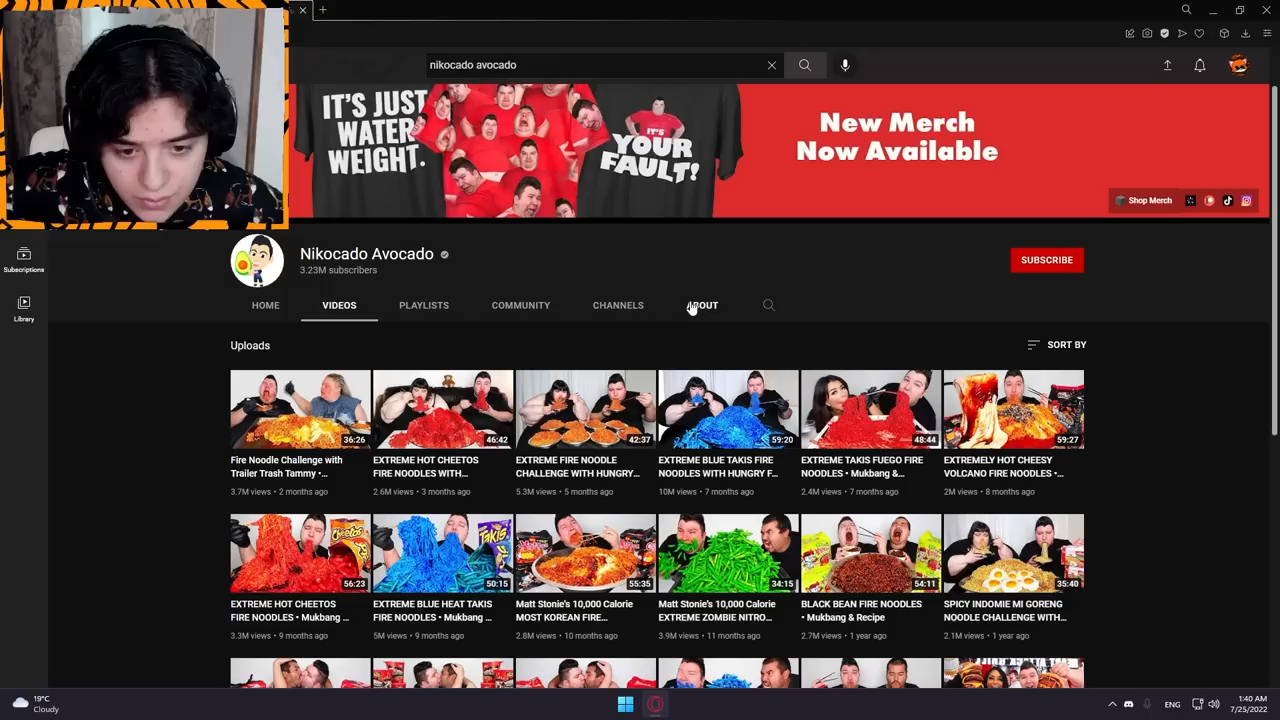 nikocado avocado
IT'S JUST
WATER
WEIGHT.
IT'S
YOUR
FAULT!
New Merch
Now Available
Shop Merch
Nikocado Avocado
3.23M subscribers
SUBSCRIBE
Subscriptions
Library
HOME
VIDEOS
PLAYLISTS
COMMUNITY
CHANNELS
ABOUT
Uploads
SORT BY
36:26
46:42
42:37
59:20
48:44
59:27
Fire Noodle Challenge with
Trailer Trash Tammy •...
3.7M views • 2 months ago
EXTREME HOT CHEETOS
FIRE NOODLES WITH...
2.6M views • 3 months ago
EXTREME FIRE NOODLE
CHALLENGE WITH HUNGRY...
5.3M views • 5 months ago
EXTREME BLUE TAKIS FIRE
NOODLES WITH HUNGRY F...
10M views • 7 months ago
EXTREME TAKIS FUEGO FIRE
NOODLES • Mukbang &...
2.4M views • 7 months ago
EXTREMELY HOT CHEESY
VOLCANO FIRE NOODLES •...
2M views • 8 months ago
Cheetos
TAKIS
56:23
50:15
55:35
34:15
54:11
35:40
EXTREME HOT CHEETOS
FIRE NOODLES • Mukbang ...
3.3M views • 9 months ago
EXTREME BLUE HEAT TAKIS
FIRE NOODLES • Mukbang ...
5M views • 9 months ago
Matt Stonie's 10,000 Calorie
MOST KOREAN FIRE...
2.8M views • 10 months ago
Matt Stonie's 10,000 Calorie
EXTREME ZOMBIE NITRO...
3.9M views • 11 months ago
BLACK BEAN FIRE NOODLES
• Mukbang & Recipe
2.7M views • 1 year ago
SPICY INDOMIE MI GORENG
NOODLE CHALLENGE WITH...
2.1M views • 1 year ago
19°C
Cloudy
ENG
1:40 AM
7/25/2022